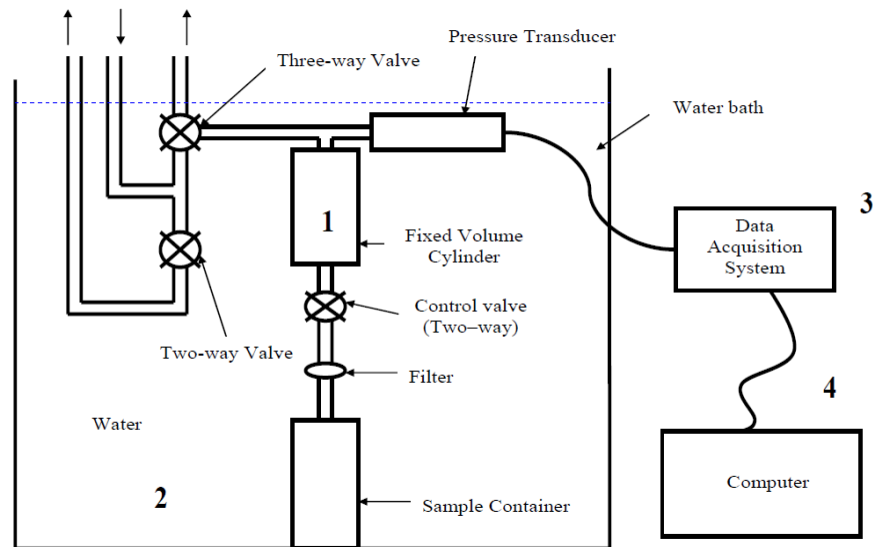 Pressure Transducer
Three-way Valve
Water bath
1
3
Data
Acquisition
System
Fixed Volume
Cylinder
Control valve
(Two–way)
Two-way Valve
Filter
4
Water
2
Sample Container
Computer